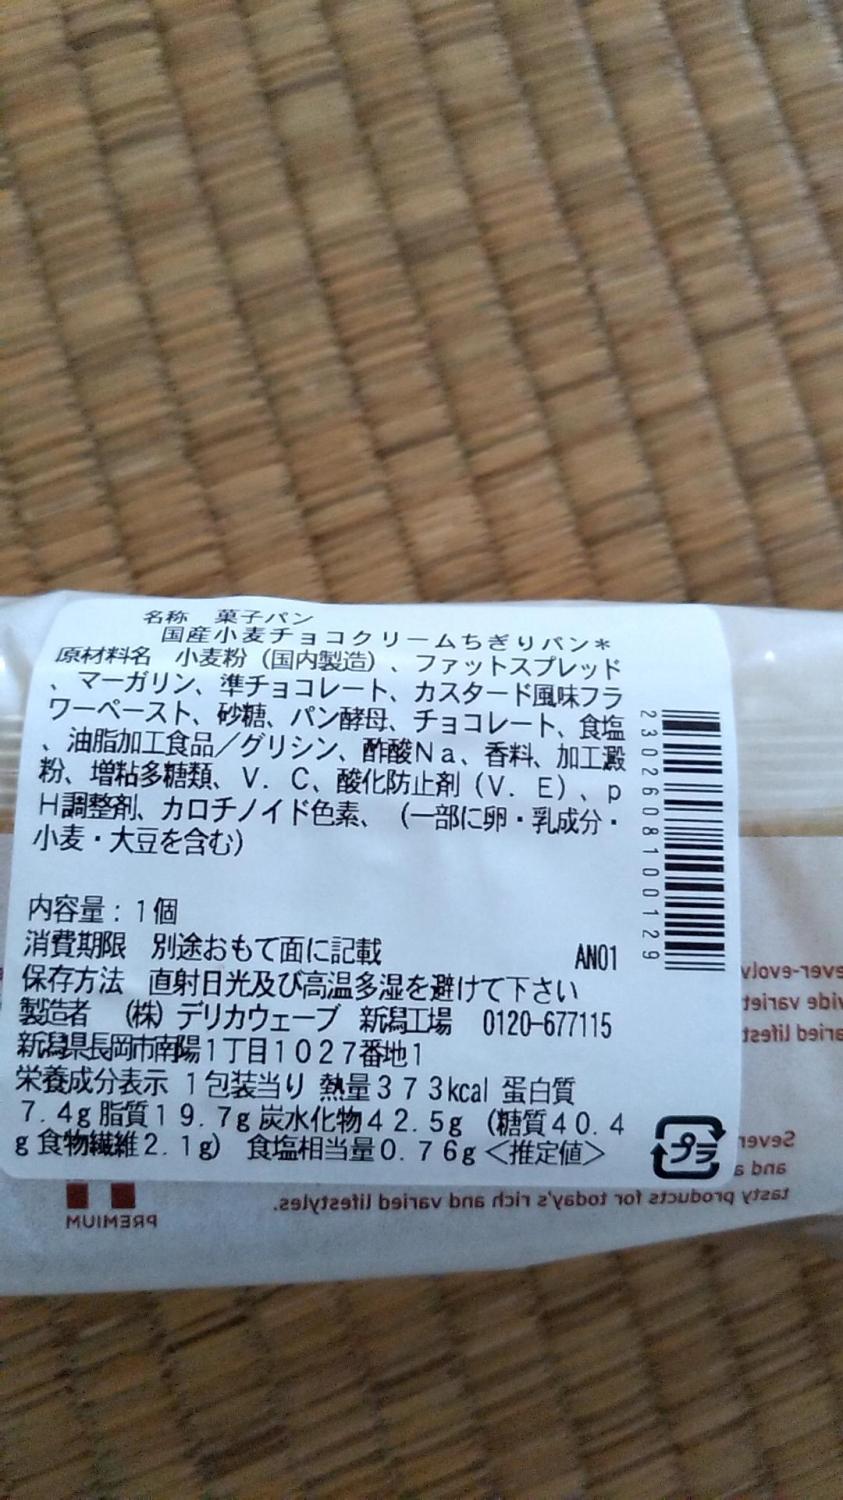 名称 菓子パン
国産小麦チョコクリームちぎりパン＊
原材料名 小麦粉（国内製造）、ファットスプレッド
、マーガリン、準チョコレート、カスタード風味フラ
ワーペースト、砂糖、パン酵母、チョコレート、食塩
、油脂加工食品／グリシン、酢酸Ｎａ、香料、加工澱
粉、増粘多糖類、Ｖ．Ｃ、酸化防止剤（Ｖ．Ｅ）、ｐ
Ｈ調整剤、カロチノイド色素、（一部に卵・乳成分・
小麦・大豆を含む）
2302608100129
内容量：１個
消費期限 別途おもて面に記載 AN01
保存方法 直射日光及び高温多湿を避けて下さい
製造者 （株）デリカウェーブ 新潟工場 0120-677115
新潟県長岡市南陽１丁目１０２７番地１
栄養成分表示 １包装当り 熱量３７３kcal 蛋白質
７．４g 脂質１９．７g 炭水化物４２．５g （糖質４０．４
g 食物繊維２．１g） 食塩相当量０．７６g＜推定値＞
プラ
ever-evolv
vide variet
varied lifest
Sever
and a
tasty products for today's rich and varied lifestyles.
PREMIUM